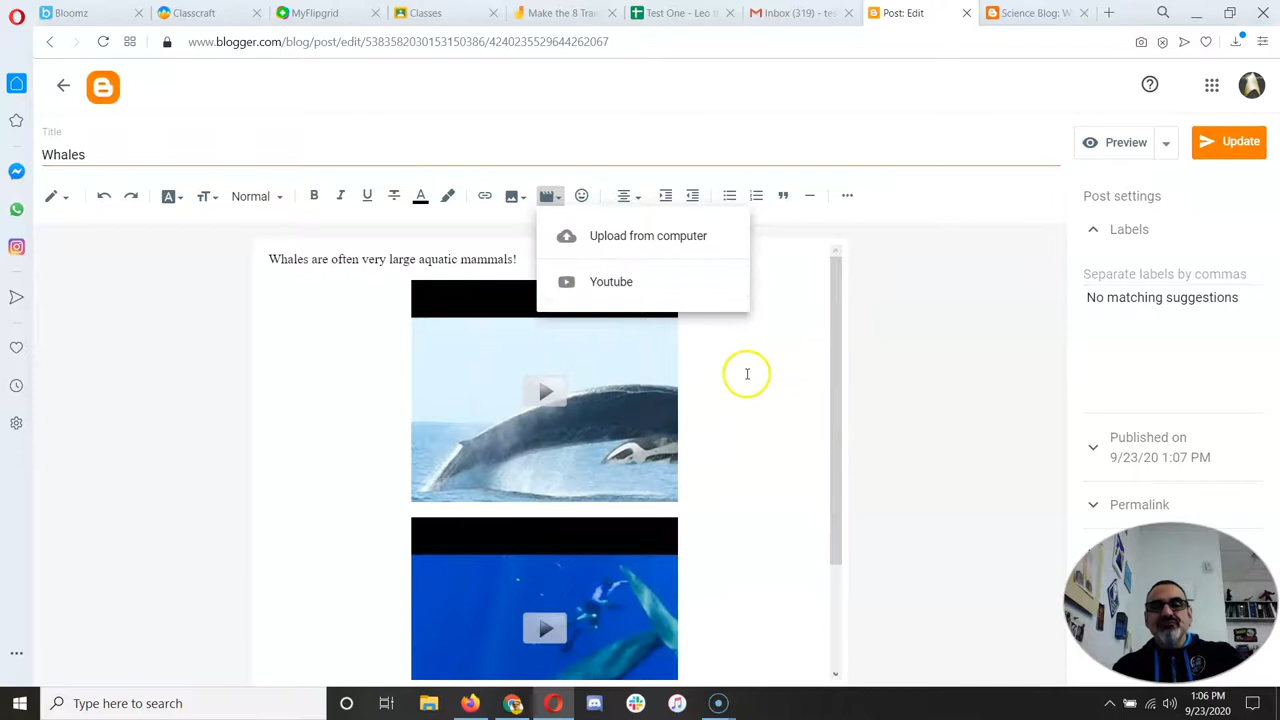 Bloomz
Classcraft
MyFlipgrid
Classes
Make the 8 Trai
Test One - Leo t
Inbox (319) - tes
Post: Edit
Science Blog: W
www.blogger.com/blog/post/edit/5383582030153150386/4240235529644262067
Title
Whales
Preview
Update
Normal
B I U A
Post settings
Labels
Upload from computer
Whales are often very large aquatic mammals!
Separate labels by commas
Youtube
No matching suggestions
Published on
9/23/20 1:07 PM
Permalink
Type here to search
1:06 PM
9/23/2020